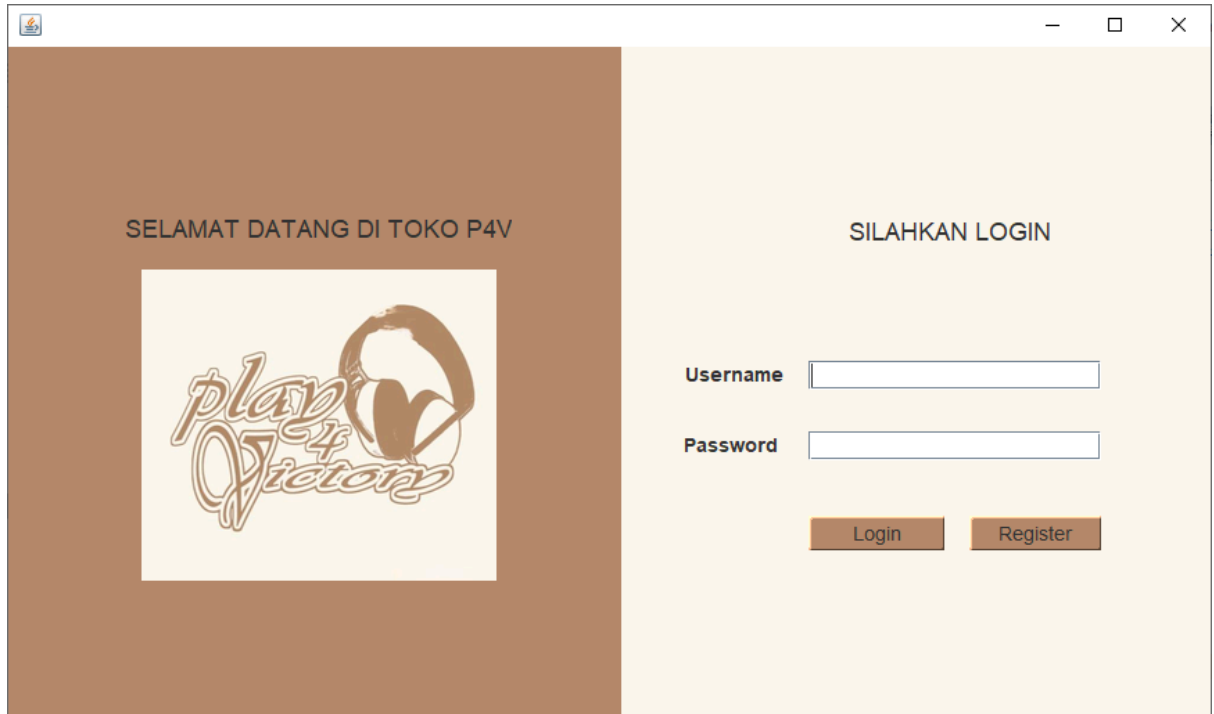 SELAMAT DATANG DI TOKO P4V
play
4
Victory
SILAHKAN LOGIN
Username
Password
Login
Register